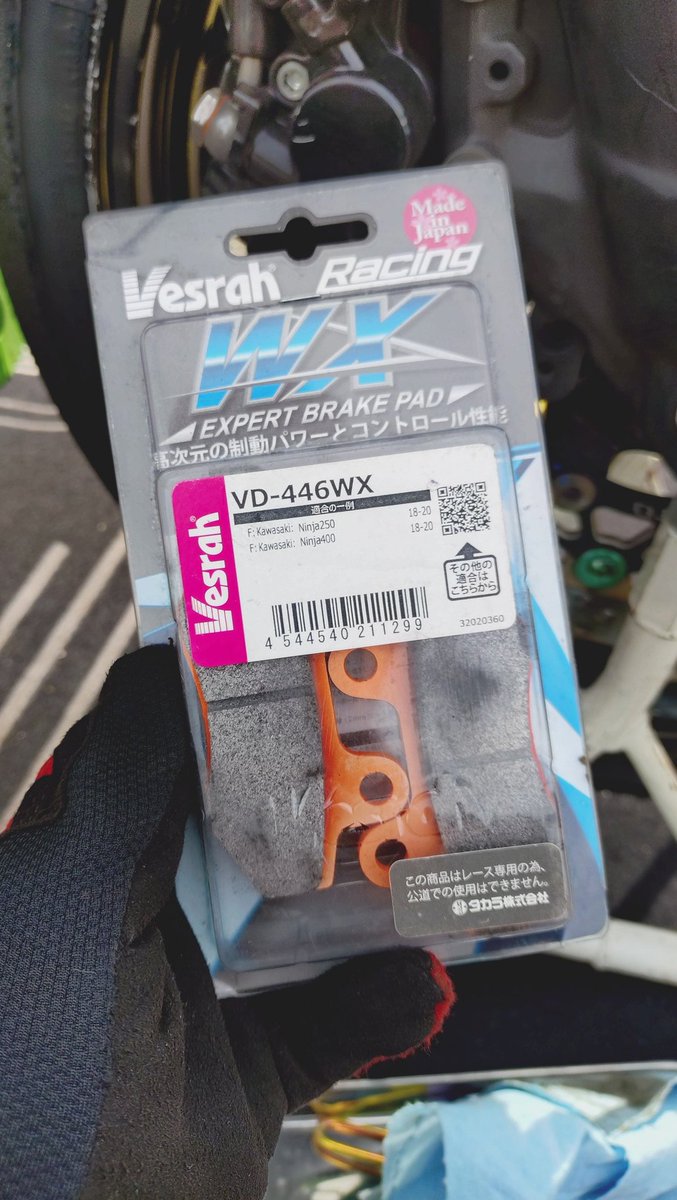 Made
in
Japan
Vesrah Racing
WX
EXPERT BRAKE PAD
高次元の制動パワーとコントロール性能
Vesrah
VD-446WX
適合の一例
F: Kawasaki: Ninja250 18-20
F: Kawasaki: Ninja400 18-20
その他の
適合は
こちらから
4 544540 211299
32020360
この商品はレース専用の為、
公道での使用はできません。
タカラ株式会社